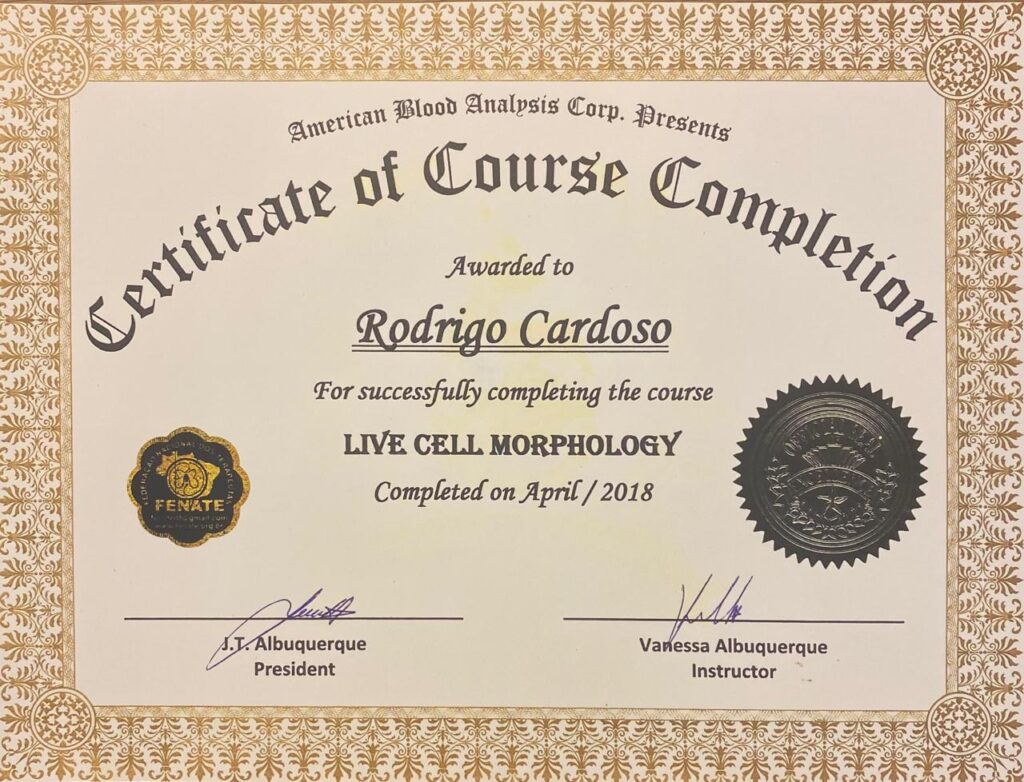 American Blood Analysis Corp. Presents
Certificate of Course Completion
Awarded to
Rodrigo Cardoso
For successfully completing the course
LIVE CELL MORPHOLOGY
Completed on April / 2018
FENATE
J.T. Albuquerque
President
Vanessa Albuquerque
Instructor